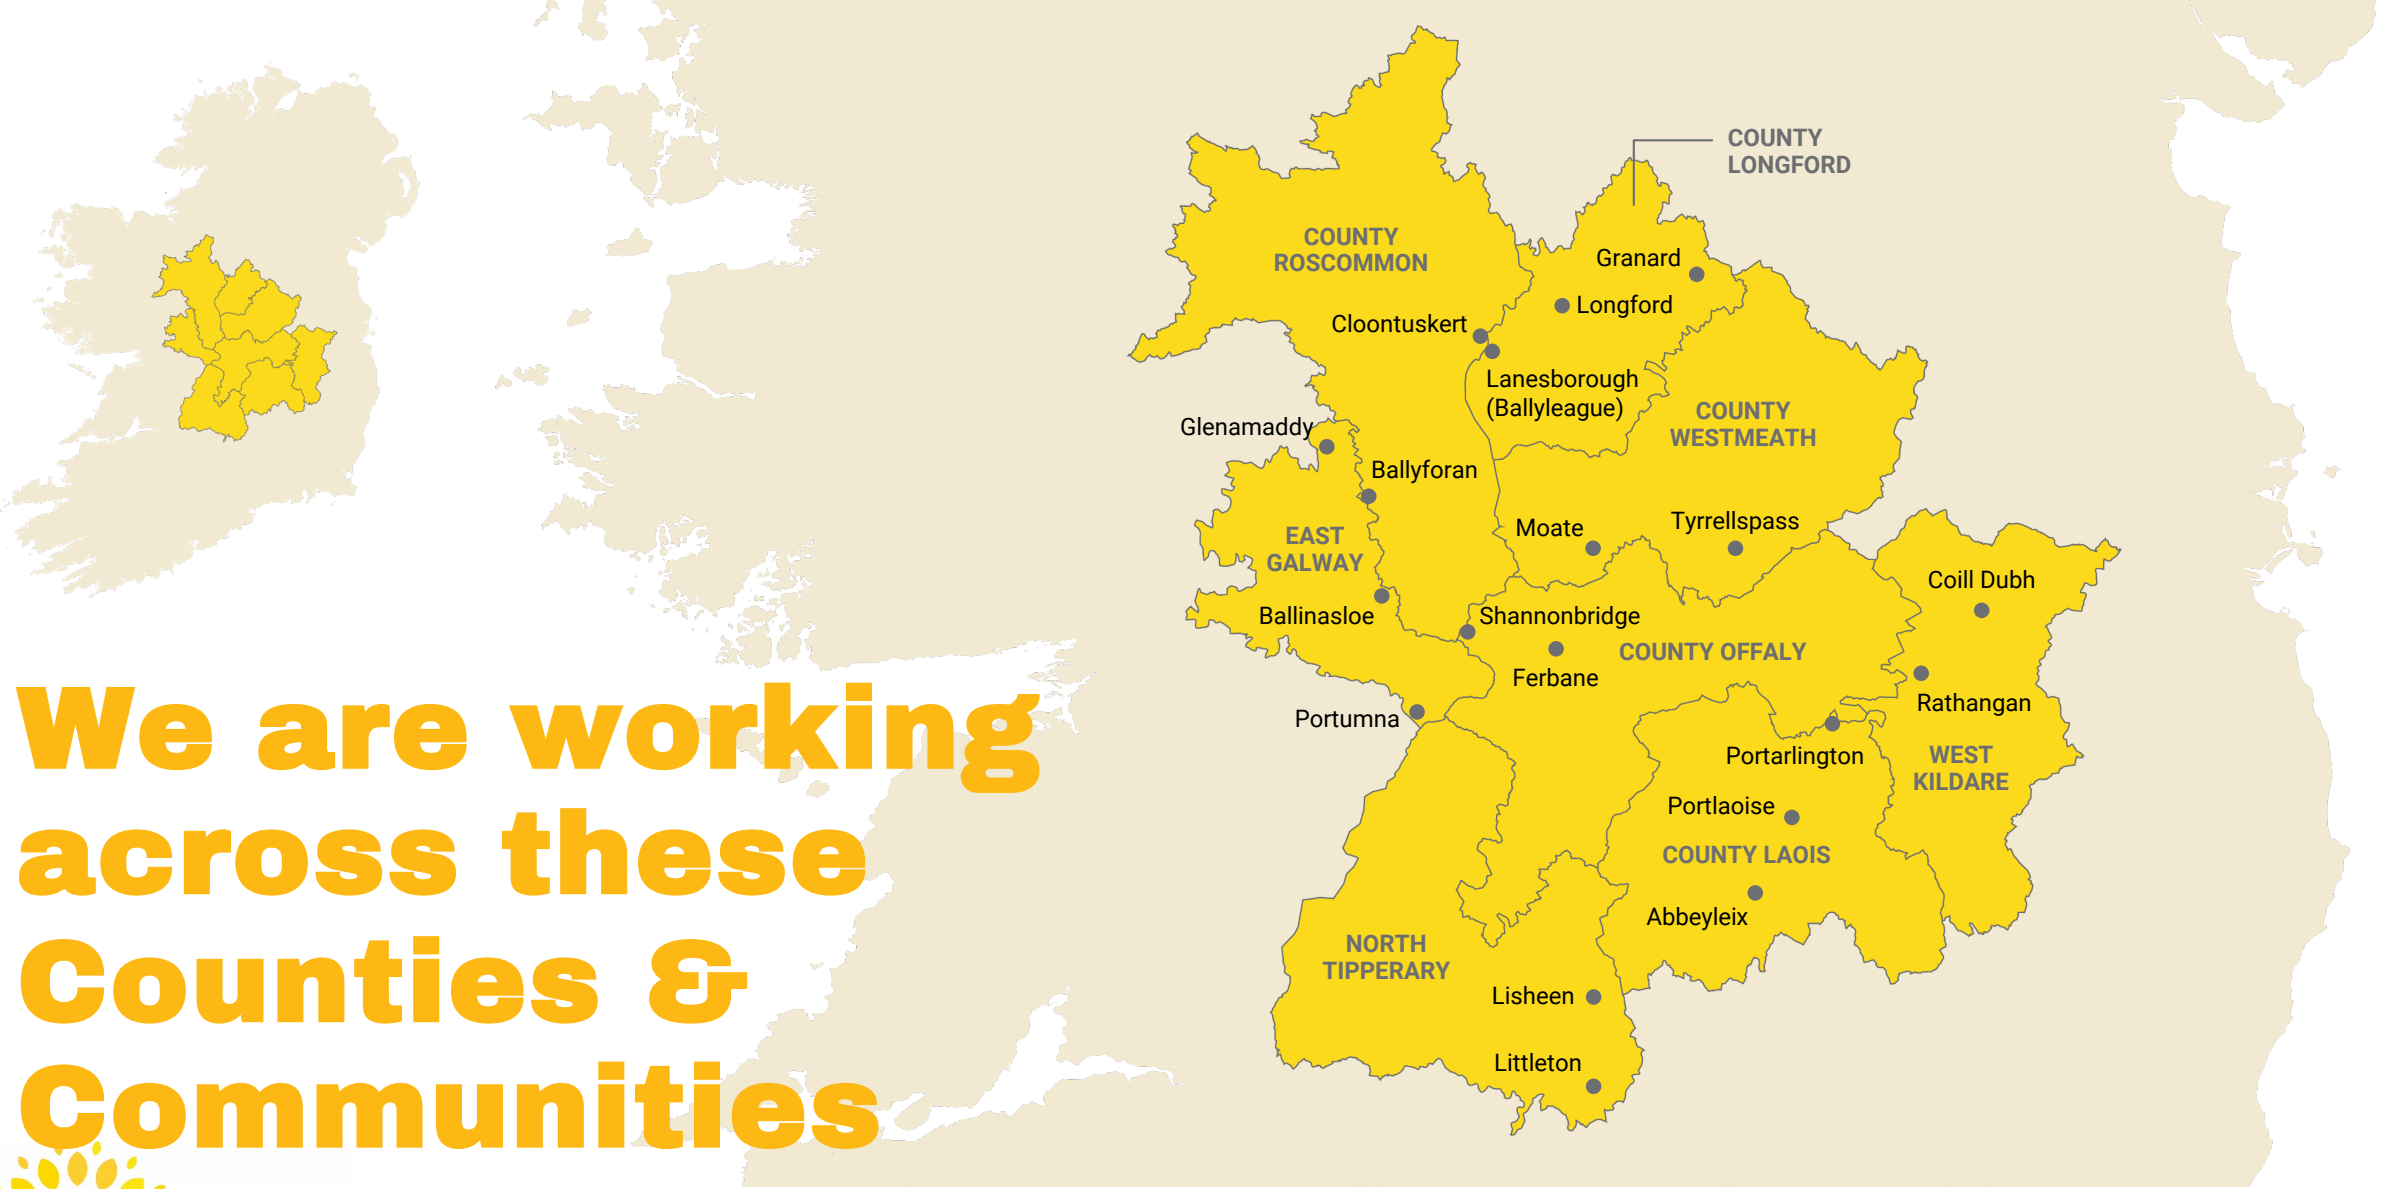 We are working
across these
Counties &
Communities
COUNTY
LONGFORD
COUNTY
ROSCOMMON
Granard
Longford
Cloontuskert
Lanesborough
(Ballyleague)
COUNTY
WESTMEATH
Glenamaddy
Ballyforan
EAST
GALWAY
Moate
Tyrrellspass
Coill Dubh
Ballinasloe
Shannonbridge
COUNTY OFFALY
Ferbane
Rathangan
Portumna
Portarlington
WEST
KILDARE
Portlaoise
COUNTY LAOIS
Abbeyleix
NORTH
TIPPERARY
Lisheen
Littleton